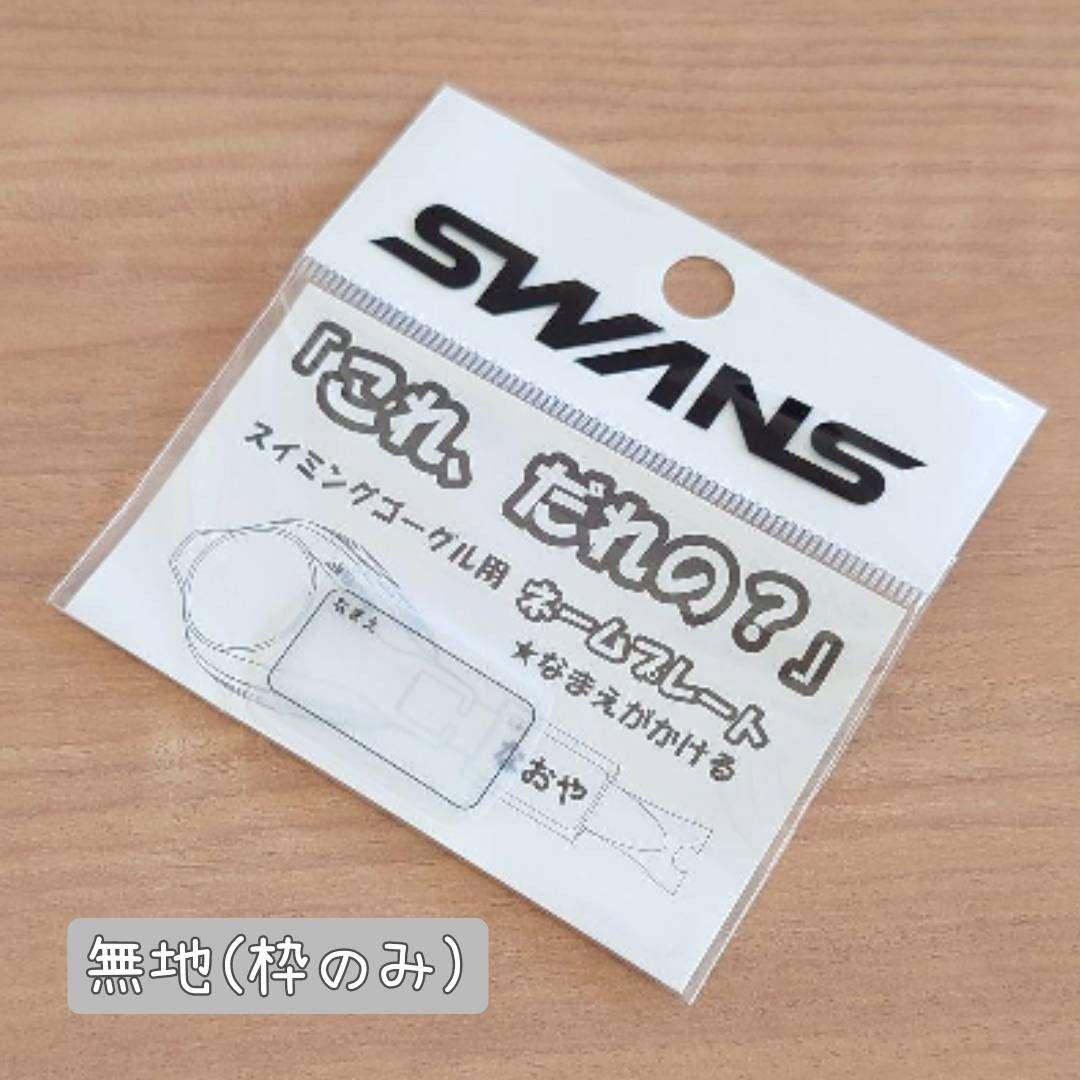 SWANS
「これ、だれの?」
スイミングゴーグル用 ネームプレート
★なまえがかける
なまえ
おや
無地(枠のみ)